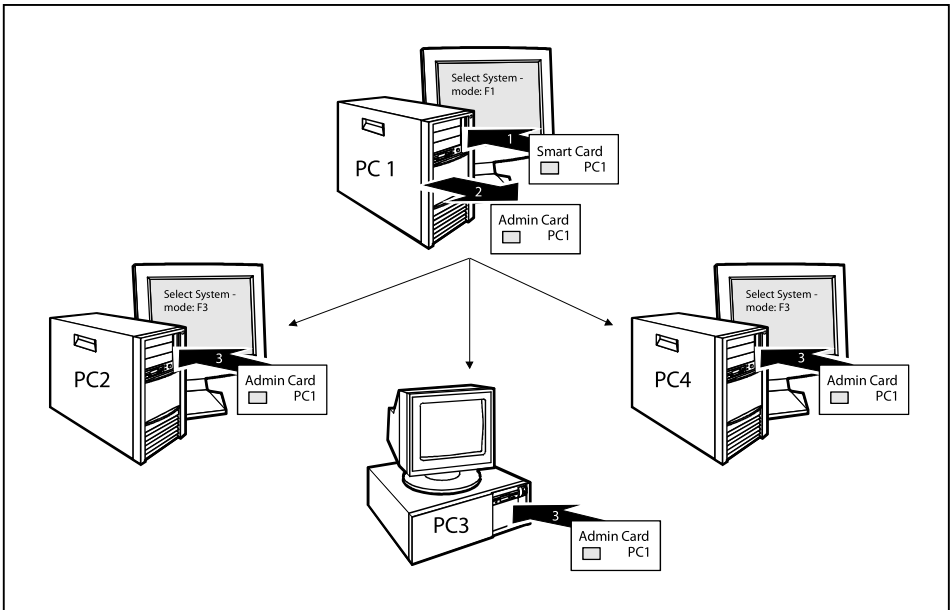 Select System -
mode: F1
PC 1
1
Smart Card
PC1
2
Admin Card
PC1
Select System -
mode: F3
PC2
3
Admin Card
PC1
Select System -
mode: F3
PC4
3
Admin Card
PC1
PC3
3
Admin Card
PC1